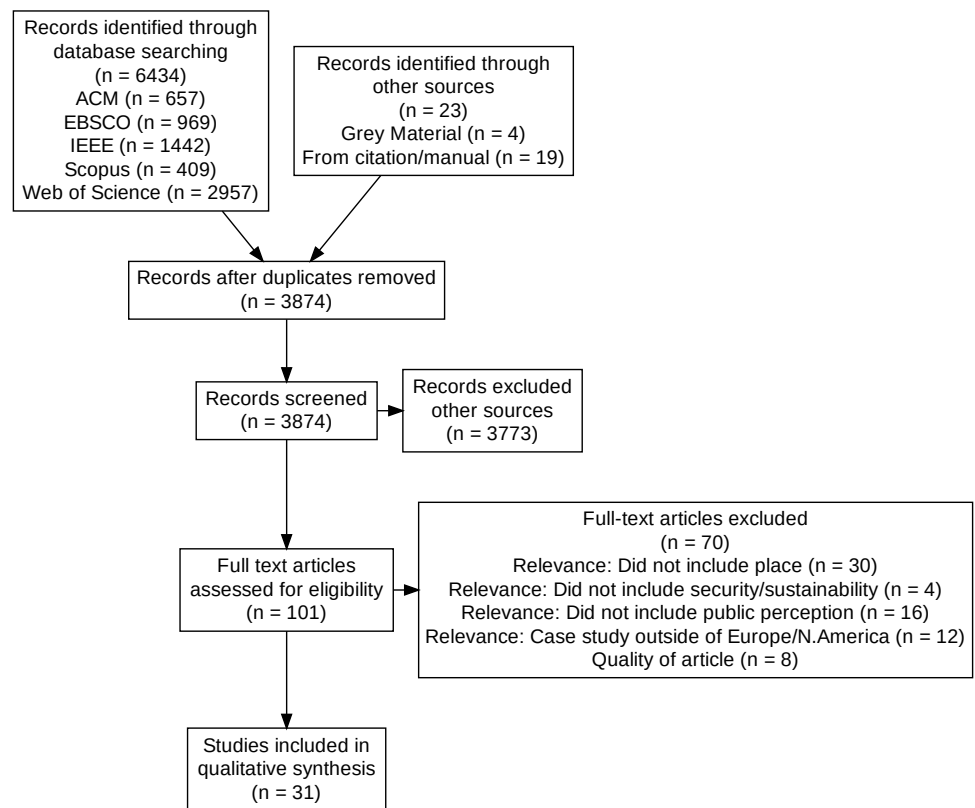 Records identified through
database searching
(n = 6434)
ACM (n = 657)
EBSCO (n = 969)
IEEE (n = 1442)
Scopus (n = 409)
Web of Science (n = 2957)
Records identified through
other sources
(n = 23)
Grey Material (n = 4)
From citation/manual (n = 19)
Records after duplicates removed
(n = 3874)
Records screened
(n = 3874)
Records excluded
other sources
(n = 3773)
Full text articles
assessed for eligibility
(n = 101)
Full-text articles excluded
(n = 70)
Relevance: Did not include place (n = 30)
Relevance: Did not include security/sustainability (n = 4)
Relevance: Did not include public perception (n = 16)
Relevance: Case study outside of Europe/N.America (n = 12)
Quality of article (n = 8)
Studies included in
qualitative synthesis
(n = 31)